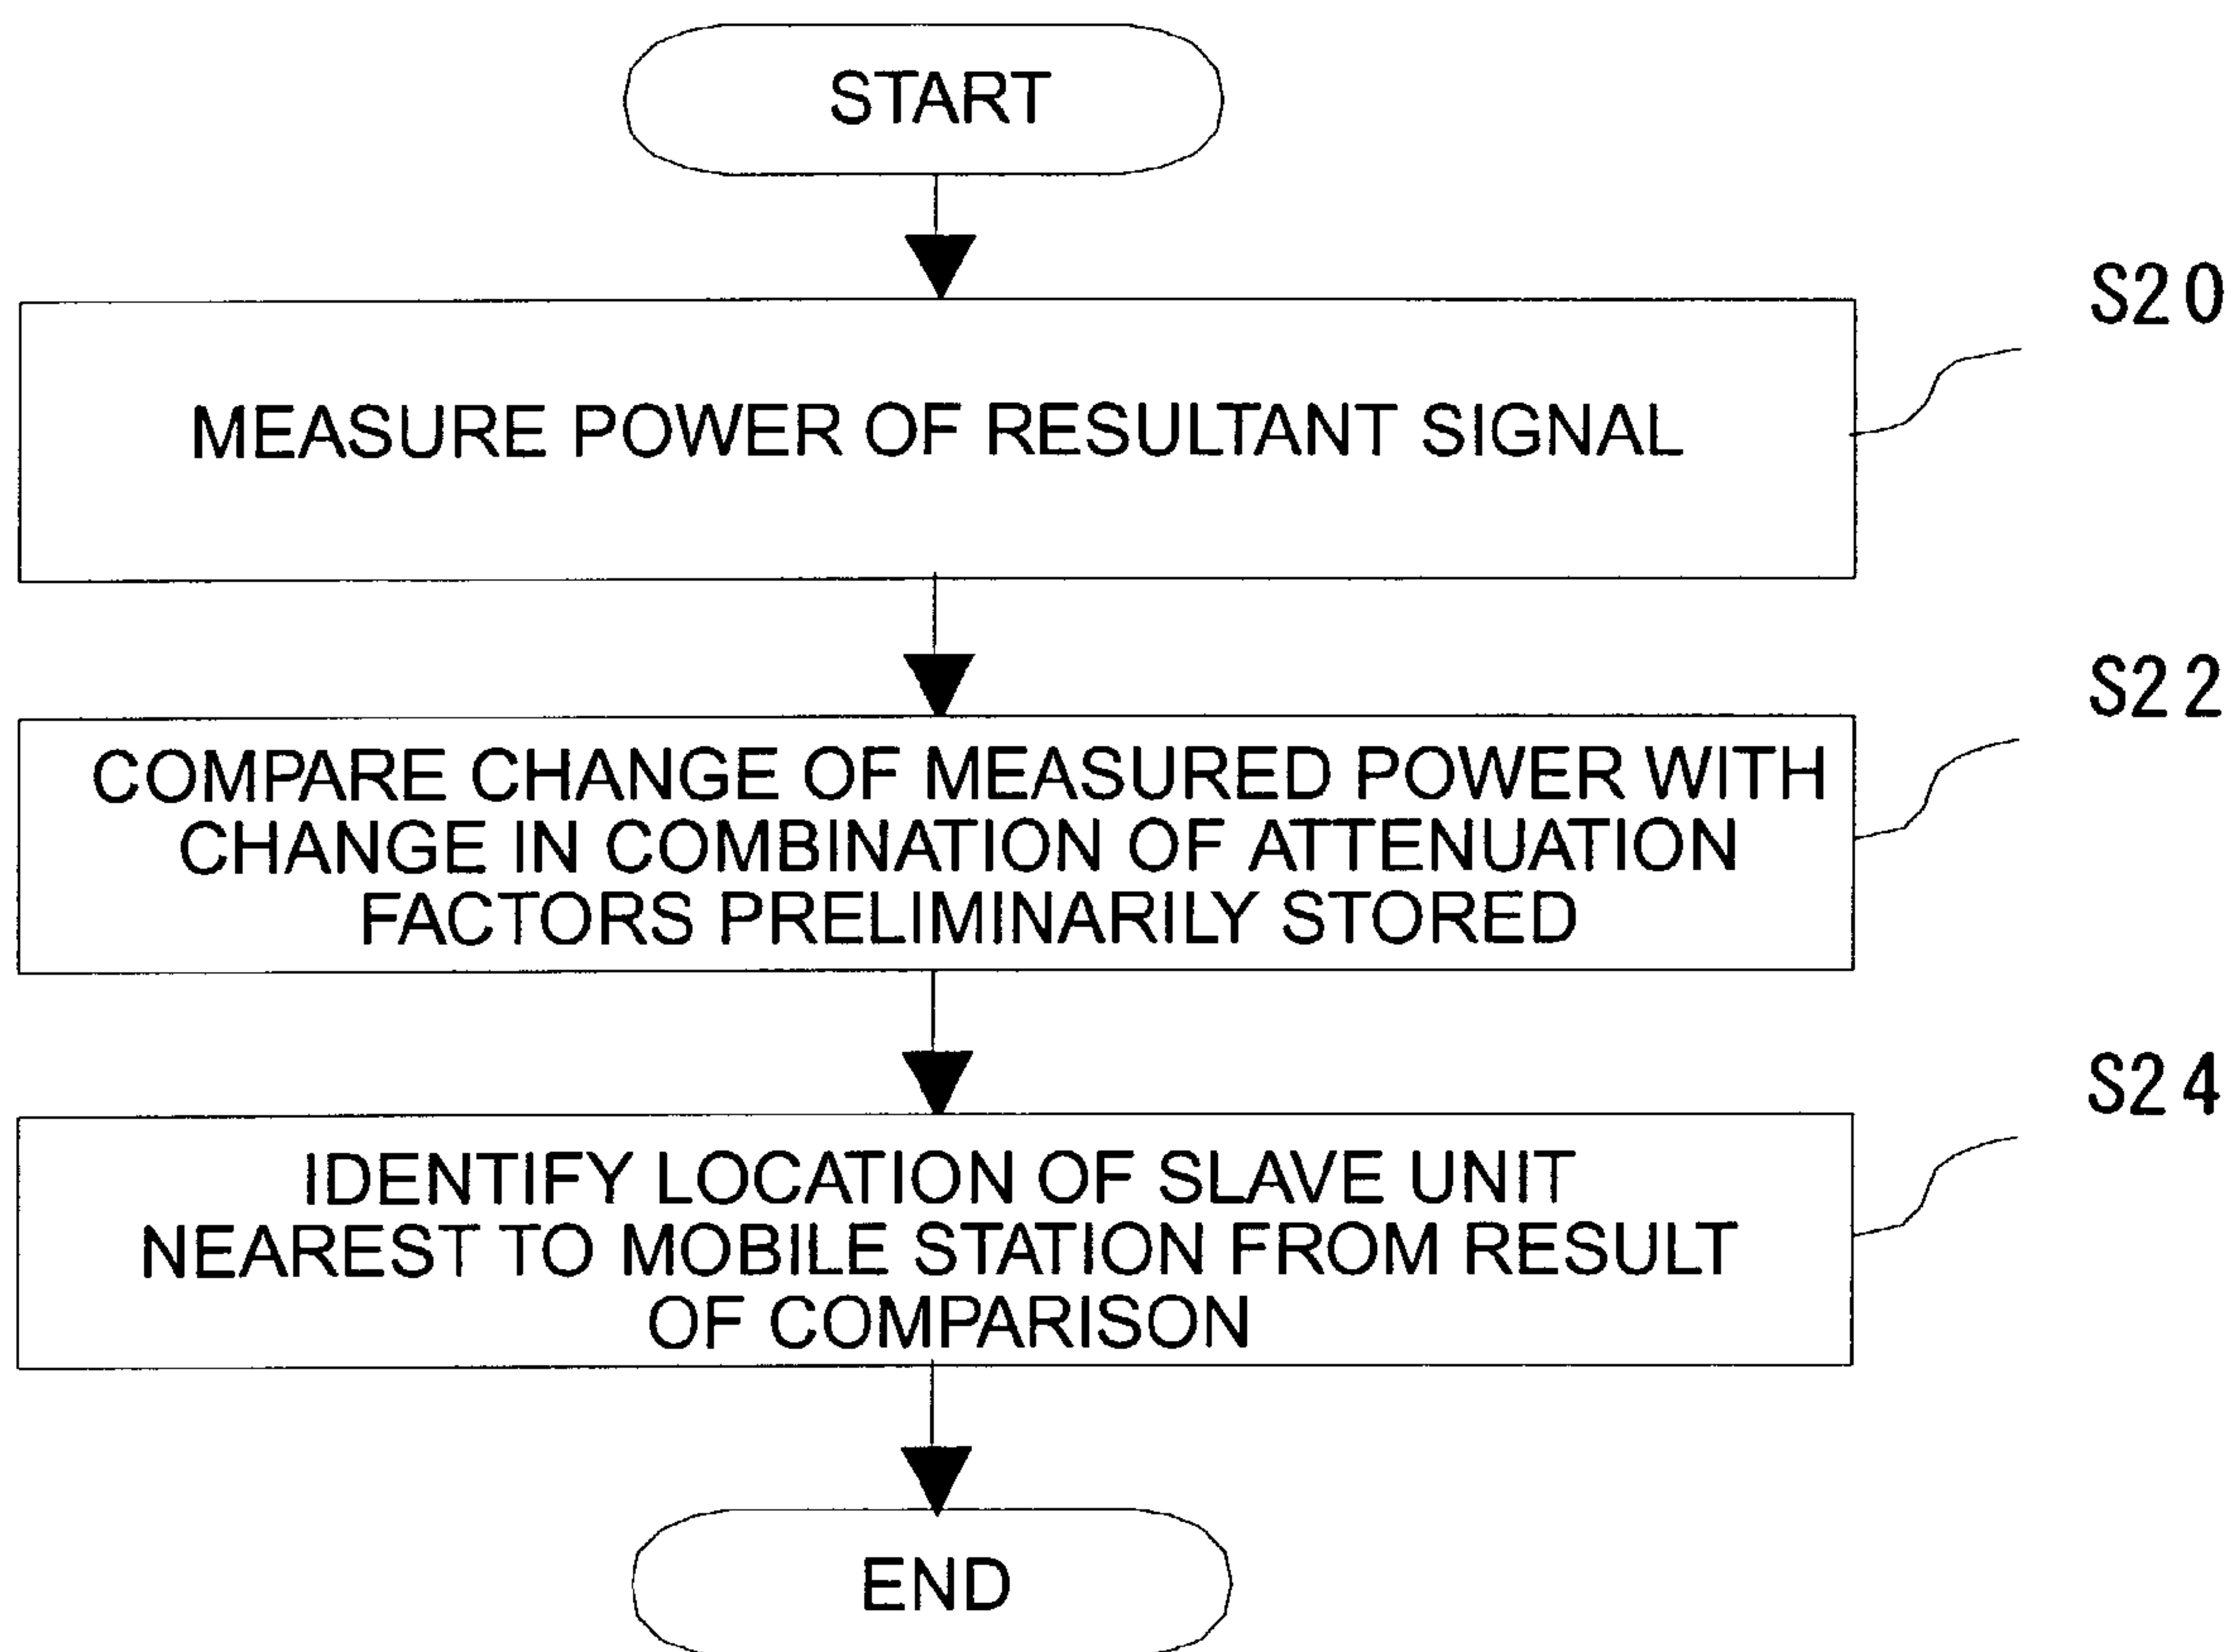 START
S20
MEASURE POWER OF RESULTANT SIGNAL
S22
COMPARE CHANGE OF MEASURED POWER WITH
CHANGE IN COMBINATION OF ATTENUATION
FACTORS PRELIMINARILY STORED
S24
IDENTIFY LOCATION OF SLAVE UNIT
NEAREST TO MOBILE STATION FROM RESULT
OF COMPARISON
END